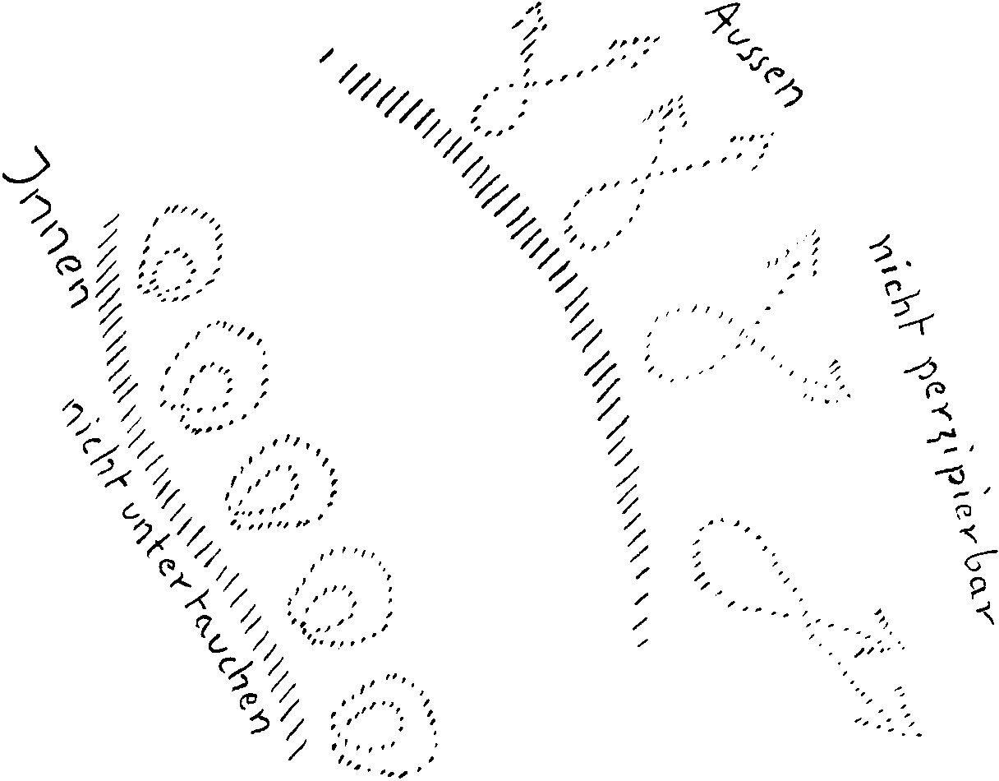 Aussen
nicht perzipierbar
Innen
nicht untertauchen